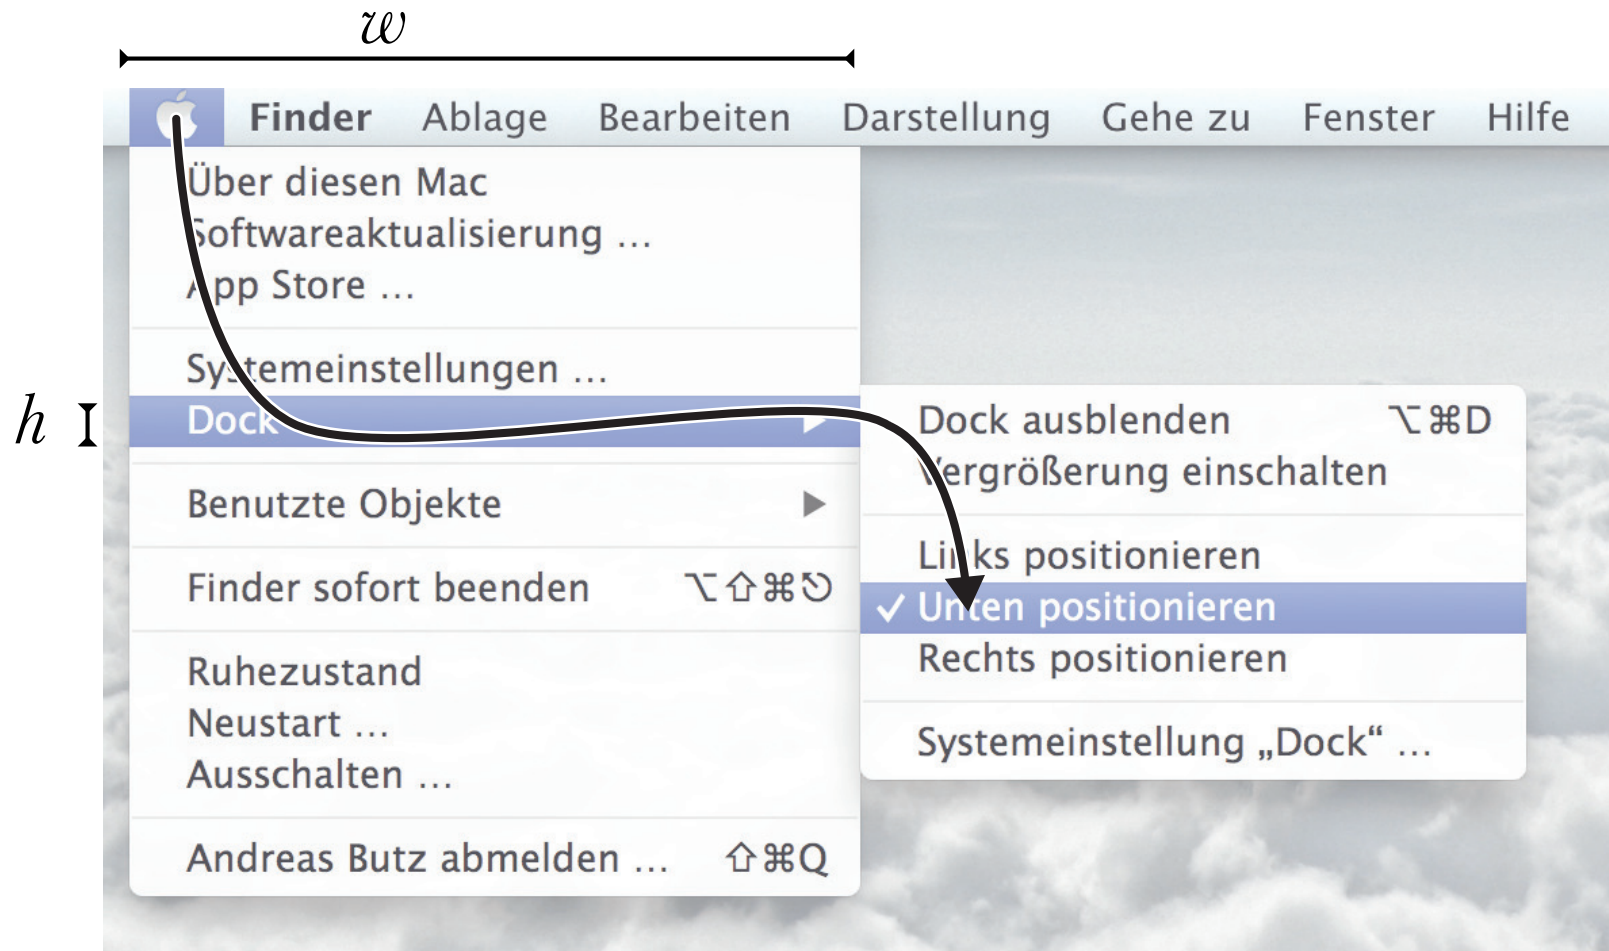 w
Finder Ablage Bearbeiten Darstellung Gehe zu Fenster Hilfe
Über diesen Mac
Softwareaktualisierung …
App Store …
Systemeinstellungen …
h
Dock ▶
Benutzte Objekte ▶
Finder sofort beenden ⌥⇧⌘⎋
Ruhezustand
Neustart …
Ausschalten …
Andreas Butz abmelden … ⇧⌘Q
Dock ausblenden ⌥⌘D
Vergrößerung einschalten
Links positionieren
✓ Unten positionieren
Rechts positionieren
Systemeinstellung „Dock“ …